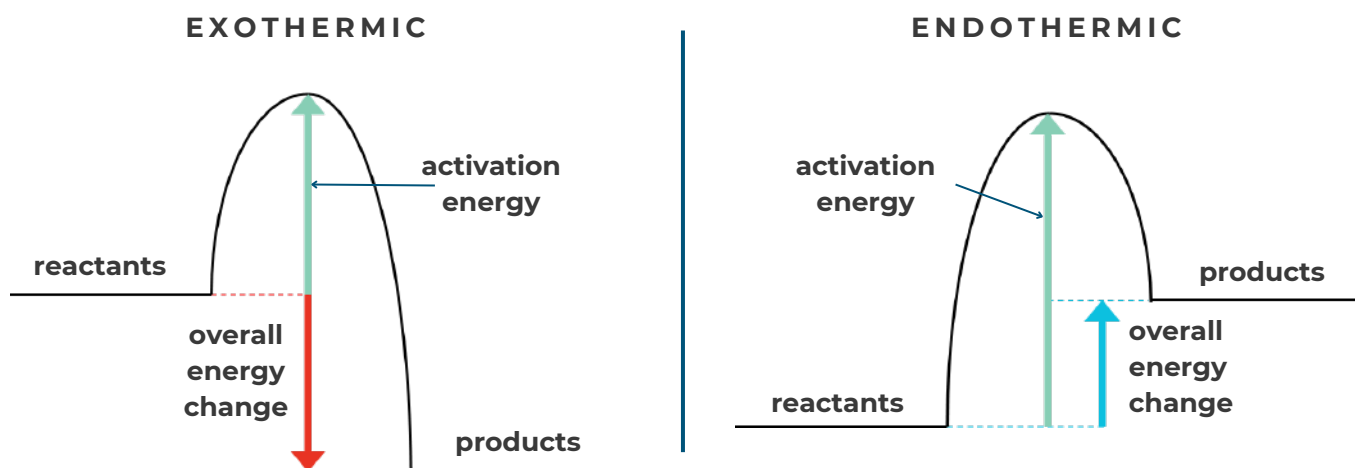 EXOTHERMIC
activation
energy
reactants
overall
energy
change
products
ENDOTHERMIC
activation
energy
products
overall
energy
change
reactants